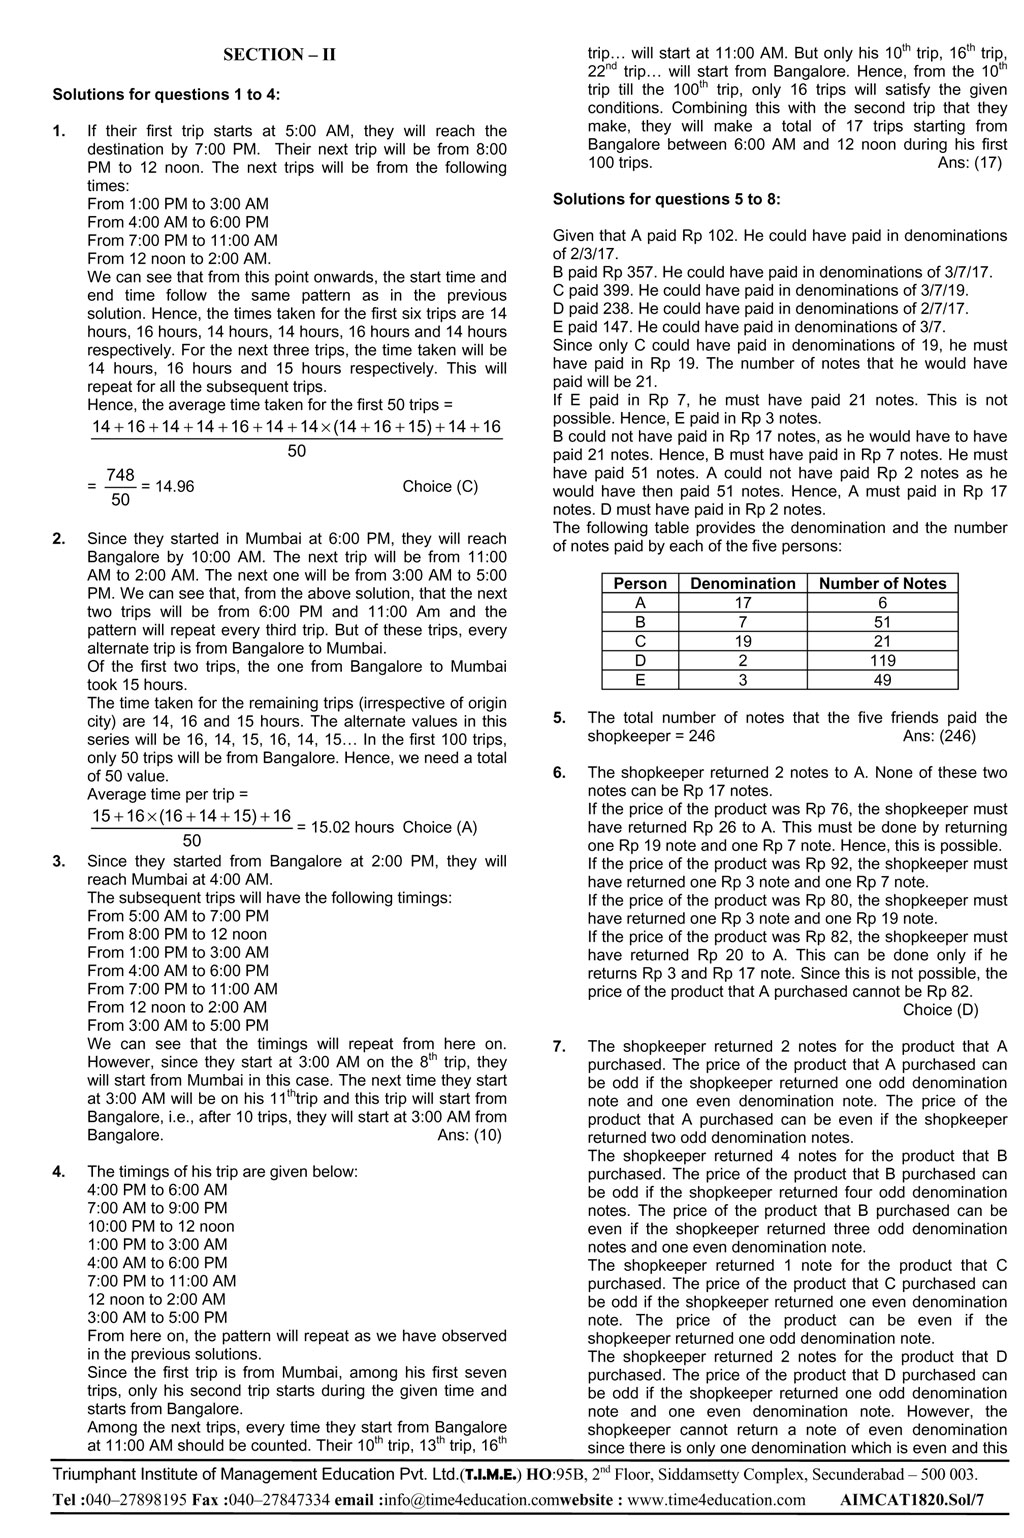 SECTION – II
Solutions for questions 1 to 4:
1. If their first trip starts at 5:00 AM, they will reach the
destination by 7:00 PM. Their next trip will be from 8:00
PM to 12 noon. The next trips will be from the following
times:
From 1:00 PM to 3:00 AM
From 4:00 AM to 6:00 PM
From 7:00 PM to 11:00 AM
From 12 noon to 2:00 AM.
We can see that from this point onwards, the start time and
end time follow the same pattern as in the previous
solution. Hence, the times taken for the first six trips are 14
hours, 16 hours, 14 hours, 14 hours, 16 hours and 14 hours
respectively. For the next three trips, the time taken will be
14 hours, 16 hours and 15 hours respectively. This will
repeat for all the subsequent trips.
Hence, the average time taken for the first 50 trips =
14 + 16 + 14 + 14 + 16 + 14 + 14 × (14 + 16 + 15) + 14 + 16
50
= 748/50 = 14.96 Choice (C)
2. Since they started in Mumbai at 6:00 PM, they will reach
Bangalore by 10:00 AM. The next trip will be from 11:00
AM to 2:00 AM. The next one will be from 3:00 AM to 5:00
PM. We can see that, from the above solution, that the next
two trips will be from 6:00 PM and 11:00 Am and the
pattern will repeat every third trip. But of these trips, every
alternate trip is from Bangalore to Mumbai.
Of the first two trips, the one from Bangalore to Mumbai
took 15 hours.
The time taken for the remaining trips (irrespective of origin
city) are 14, 16 and 15 hours. The alternate values in this
series will be 16, 14, 15, 16, 14, 15… In the first 100 trips,
only 50 trips will be from Bangalore. Hence, we need a total
of 50 value.
Average time per trip =
15 + 16 × (16 + 14 + 15) + 16
50
= 15.02 hours Choice (A)
3. Since they started from Bangalore at 2:00 PM, they will
reach Mumbai at 4:00 AM.
The subsequent trips will have the following timings:
From 5:00 AM to 7:00 PM
From 8:00 PM to 12 noon
From 1:00 PM to 3:00 AM
From 4:00 AM to 6:00 PM
From 7:00 PM to 11:00 AM
From 12 noon to 2:00 AM
From 3:00 AM to 5:00 PM
We can see that the timings will repeat from here on.
However, since they start at 3:00 AM on the 8th trip, they
will start from Mumbai in this case. The next time they start
at 3:00 AM will be on his 11thtrip and this trip will start from
Bangalore, i.e., after 10 trips, they will start at 3:00 AM from
Bangalore. Ans: (10)
4. The timings of his trip are given below:
4:00 PM to 6:00 AM
7:00 AM to 9:00 PM
10:00 PM to 12 noon
1:00 PM to 3:00 AM
4:00 AM to 6:00 PM
7:00 PM to 11:00 AM
12 noon to 2:00 AM
3:00 AM to 5:00 PM
From here on, the pattern will repeat as we have observed
in the previous solutions.
Since the first trip is from Mumbai, among his first seven
trips, only his second trip starts during the given time and
starts from Bangalore.
Among the next trips, every time they start from Bangalore
at 11:00 AM should be counted. Their 10th trip, 13th trip, 16th
trip… will start at 11:00 AM. But only his 10th trip, 16th trip,
22nd trip… will start from Bangalore. Hence, from the 10th
trip till the 100th trip, only 16 trips will satisfy the given
conditions. Combining this with the second trip that they
make, they will make a total of 17 trips starting from
Bangalore between 6:00 AM and 12 noon during his first
100 trips. Ans: (17)
Solutions for questions 5 to 8:
Given that A paid Rp 102. He could have paid in denominations
of 2/3/17.
B paid Rp 357. He could have paid in denominations of 3/7/17.
C paid 399. He could have paid in denominations of 3/7/19.
D paid 238. He could have paid in denominations of 2/7/17.
E paid 147. He could have paid in denominations of 3/7.
Since only C could have paid in denominations of 19, he must
have paid in Rp 19. The number of notes that he would have
paid will be 21.
If E paid in Rp 7, he must have paid 21 notes. This is not
possible. Hence, E paid in Rp 3 notes.
B could not have paid in Rp 17 notes, as he would have to have
paid 21 notes. Hence, B must have paid in Rp 7 notes. He must
have paid 51 notes. A could not have paid Rp 2 notes as he
would have then paid 51 notes. Hence, A must paid in Rp 17
notes. D must have paid in Rp 2 notes.
The following table provides the denomination and the number
of notes paid by each of the five persons:
Person Denomination Number of Notes
A 17 6
B 7 51
C 19 21
D 2 119
E 3 49
5. The total number of notes that the five friends paid the
shopkeeper = 246 Ans: (246)
6. The shopkeeper returned 2 notes to A. None of these two
notes can be Rp 17 notes.
If the price of the product was Rp 76, the shopkeeper must
have returned Rp 26 to A. This must be done by returning
one Rp 19 note and one Rp 7 note. Hence, this is possible.
If the price of the product was Rp 92, the shopkeeper must
have returned one Rp 3 note and one Rp 7 note.
If the price of the product was Rp 80, the shopkeeper must
have returned one Rp 3 note and one Rp 19 note.
If the price of the product was Rp 82, the shopkeeper must
have returned Rp 20 to A. This can be done only if he
returns Rp 3 and Rp 17 note. Since this is not possible, the
price of the product that A purchased cannot be Rp 82.
Choice (D)
7. The shopkeeper returned 2 notes for the product that A
purchased. The price of the product that A purchased can
be odd if the shopkeeper returned one odd denomination
note and one even denomination note. The price of the
product that A purchased can be even if the shopkeeper
returned two odd denomination notes.
The shopkeeper returned 4 notes for the product that B
purchased. The price of the product that B purchased can
be odd if the shopkeeper returned four odd denomination
notes. The price of the product that B purchased can be
even if the shopkeeper returned three odd denomination
notes and one even denomination note.
The shopkeeper returned 1 note for the product that C
purchased. The price of the product that C purchased can
be odd if the shopkeeper returned one even denomination
note. The price of the product can be even if the
shopkeeper returned one odd denomination note.
The shopkeeper returned 2 notes for the product that D
purchased. The price of the product that D purchased can
be odd if the shopkeeper returned one odd denomination
note and one even denomination note. However, the
shopkeeper cannot return a note of even denomination
since there is only one denomination which is even and this
Triumphant Institute of Management Education Pvt. Ltd.(T.I.M.E.) HO:95B, 2nd Floor, Siddamsetty Complex, Secunderabad – 500 003.
Tel :040–27898195 Fax :040–27847334 email :info@time4education.comwebsite : www.time4education.com AIMCAT1820.Sol/7